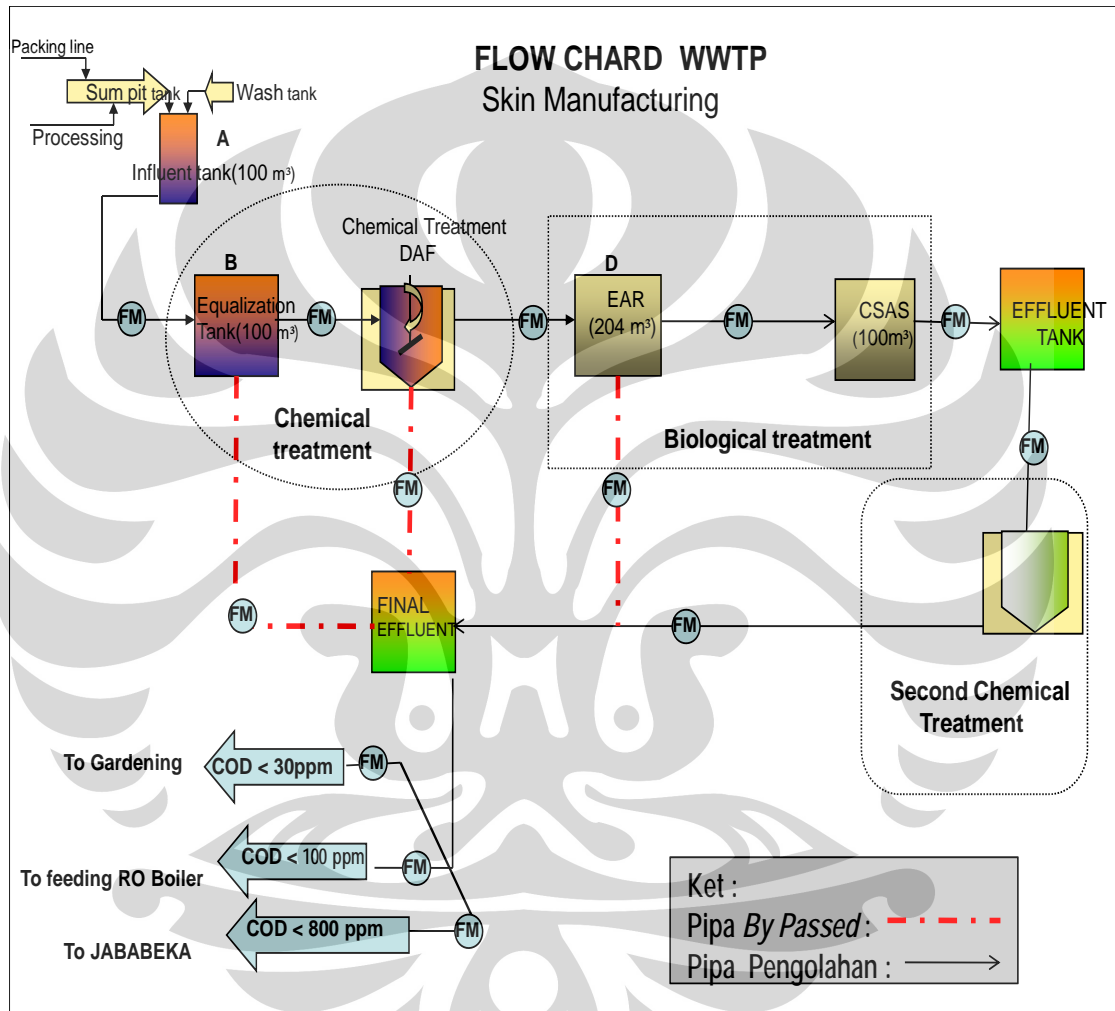 FLOW CHARD WWTP
Skin Manufacturing
Packing line
Sum pit tank
Wash tank
Processing
A
Influent tank(100 m³)
Chemical Treatment
DAF
B
Equalization
Tank(100 m³)
D
EAR
(204 m³)
CSAS
(100m³)
EFFLUENT
TANK
FM
FM
FM
FM
FM
Chemical
treatment
Biological treatment
FM
FM
FM
FINAL
EFFLUENT
FM
FM
Second Chemical
Treatment
To Gardening
COD < 30ppm
FM
To feeding RO Boiler
COD < 100 ppm
FM
To JABABEKA
COD < 800 ppm
FM
Ket :
Pipa By Passed :
Pipa Pengolahan :